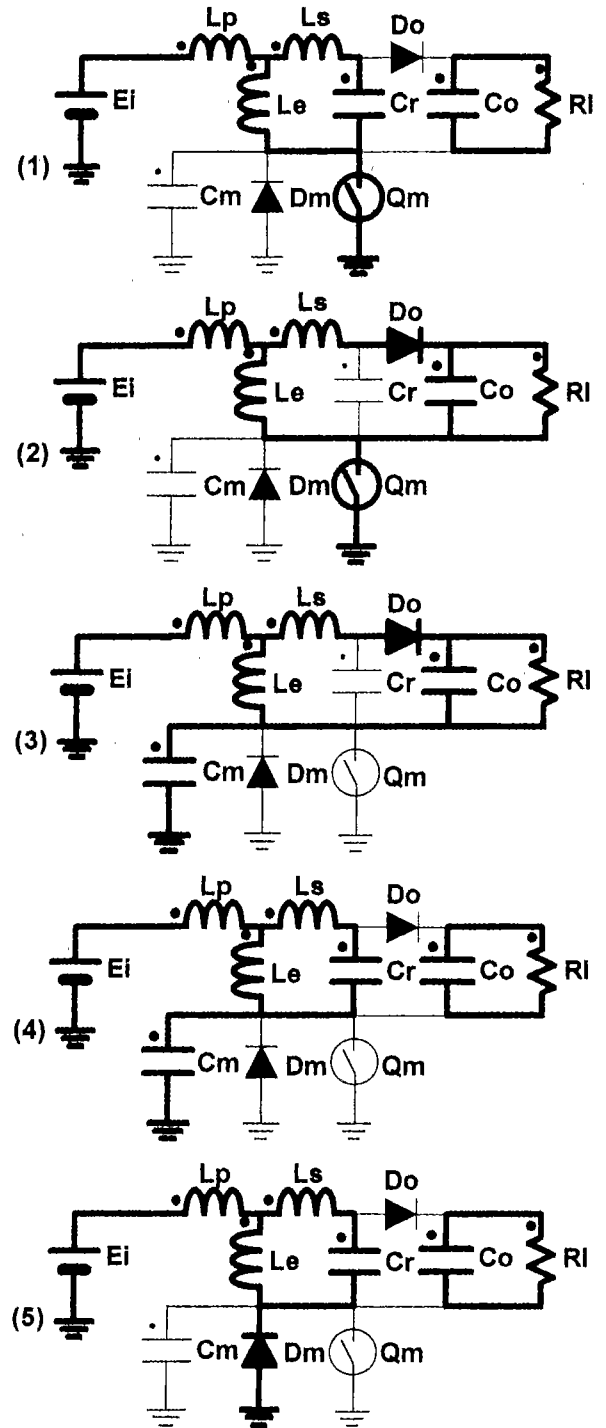 Lp Ls Do
Ei Le Cr Co Rl
(1) Cm Dm Qm
Lp Ls Do
Ei Le Cr Co Rl
(2) Cm Dm Qm
Lp Ls Do
Ei Le Cr Co Rl
(3) Cm Dm Qm
Lp Ls Do
Ei Le Cr Co Rl
(4) Cm Dm Qm
Lp Ls Do
Ei Le Cr Co Rl
(5) Cm Dm Qm